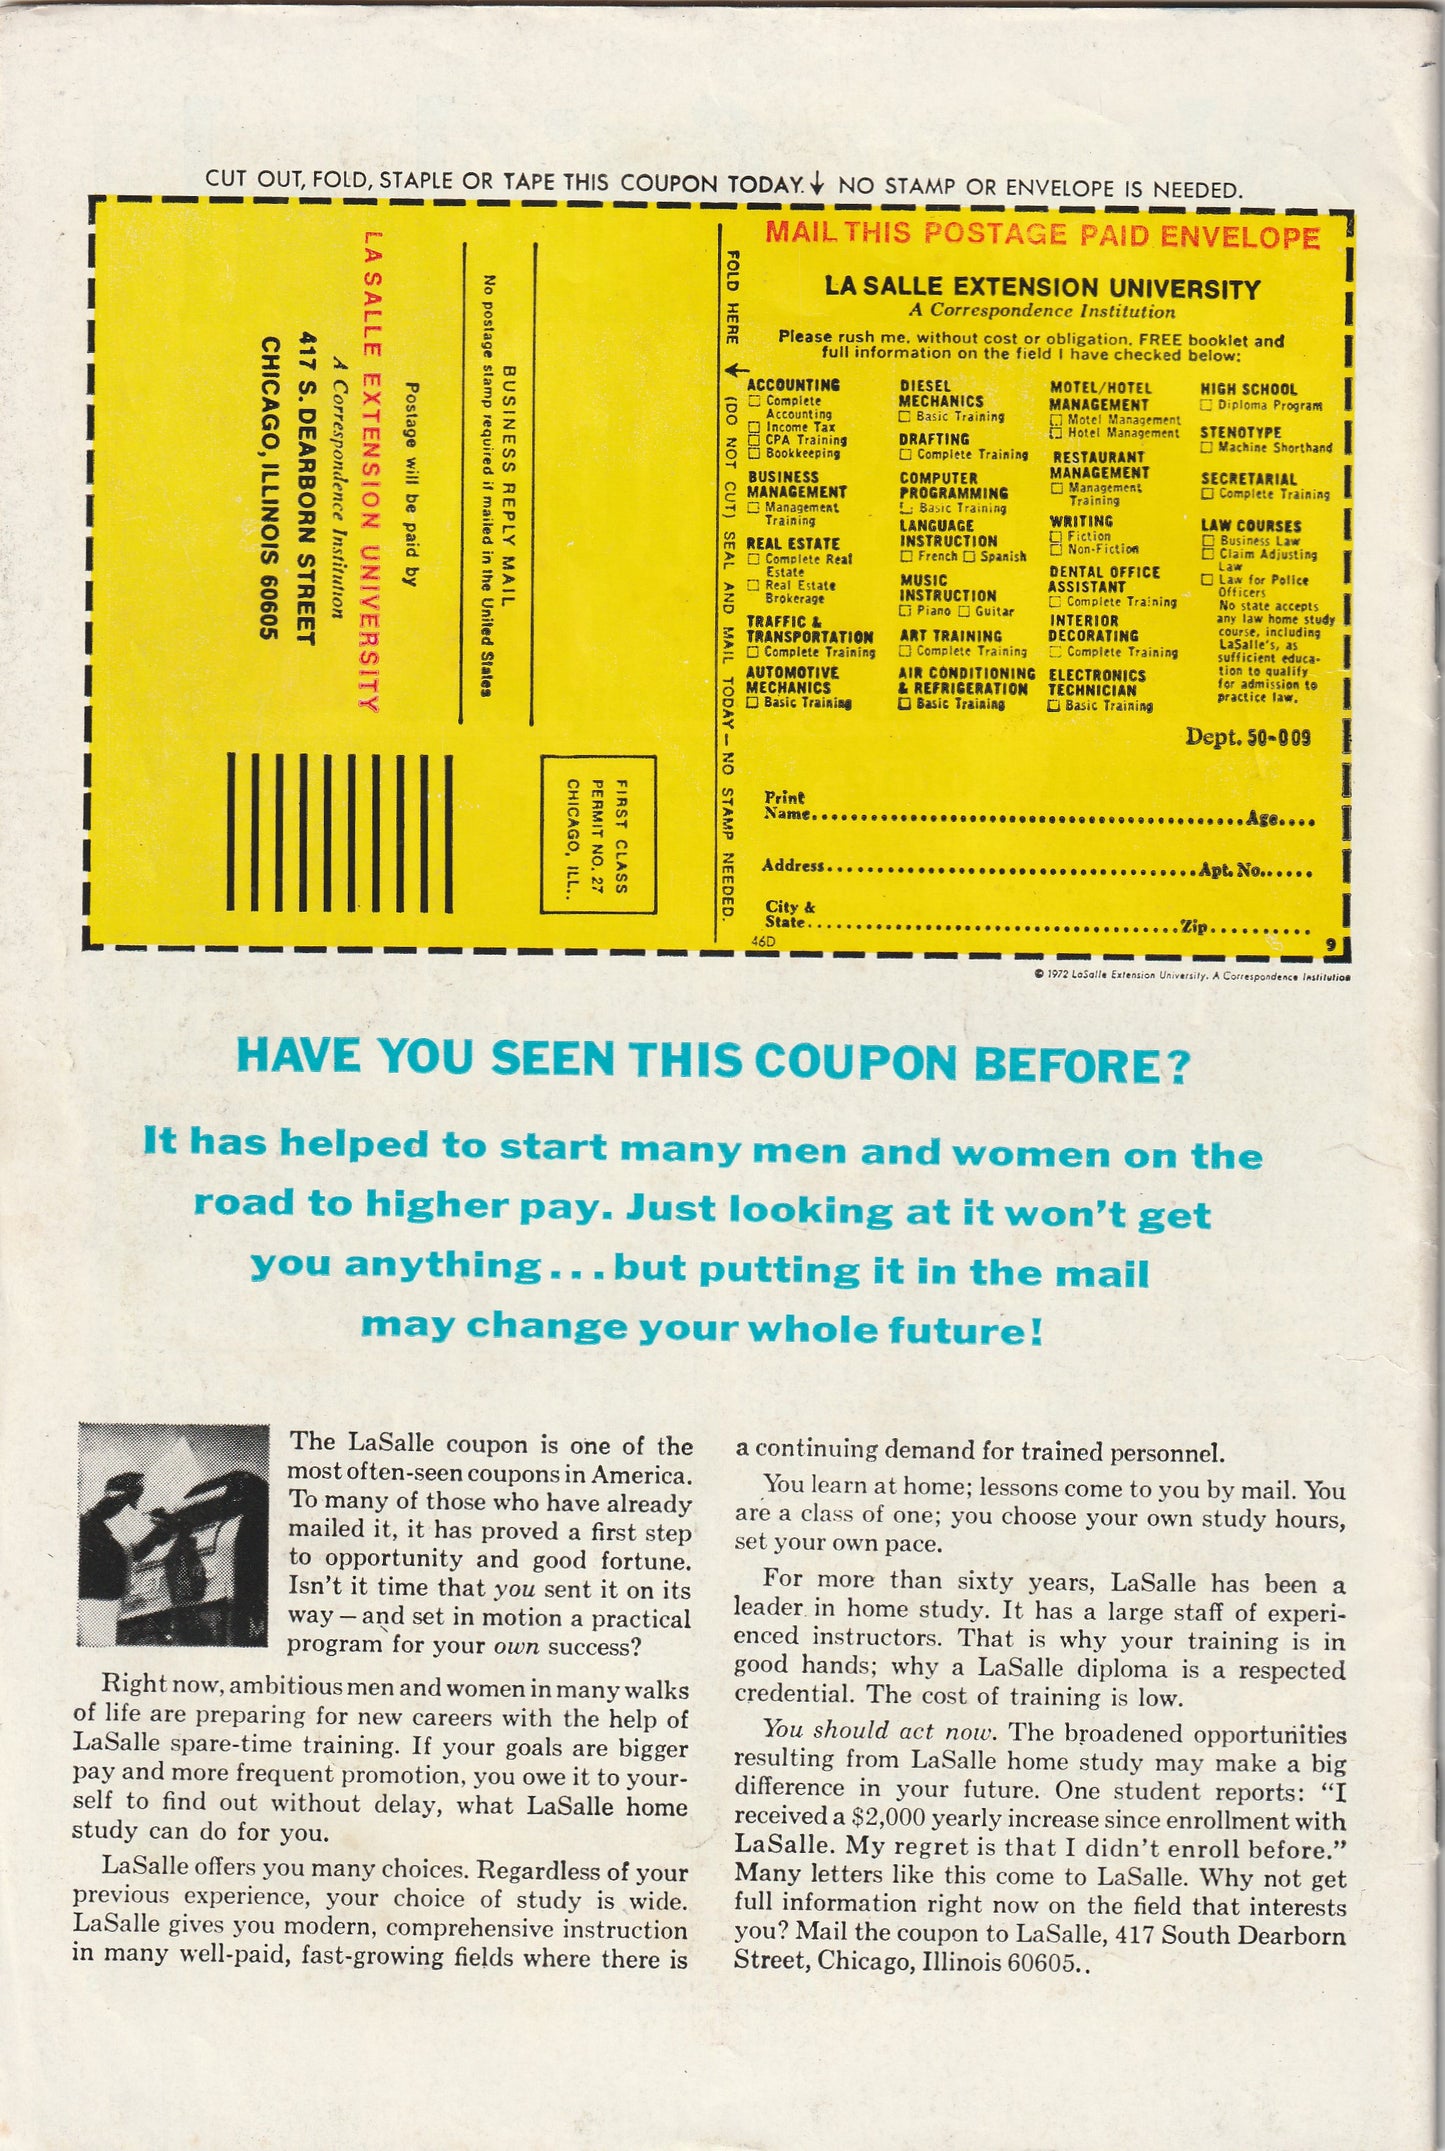 CUT OUT, FOLD, STAPLE OR TAPE THIS COUPON TODAY. ↓ NO STAMP OR ENVELOPE IS NEEDED.
LA SALLE EXTENSION UNIVERSITY
A Correspondence Institution
417 S. DEARBORN STREET
CHICAGO, ILLINOIS 60605
Postage will be paid by
No postage stamp required if mailed in the United States
BUSINESS REPLY MAIL
FIRST CLASS
PERMIT NO. 27
CHICAGO, ILL..
FOLD HERE ← (DO NOT CUT) SEAL AND MAIL TODAY — NO STAMP NEEDED.
MAIL THIS POSTAGE PAID ENVELOPE
LA SALLE EXTENSION UNIVERSITY
A Correspondence Institution
Please rush me, without cost or obligation, FREE booklet and
full information on the field I have checked below:
ACCOUNTING
☐ Complete
Accounting
☐ Income Tax
☐ CPA Training
☐ Bookkeeping
BUSINESS
MANAGEMENT
☐ Management
Training
REAL ESTATE
☐ Complete Real
Estate
☐ Real Estate
Brokerage
TRAFFIC &
TRANSPORTATION
☐ Complete Training
AUTOMOTIVE
MECHANICS
☐ Basic Training
DIESEL
MECHANICS
☐ Basic Training
DRAFTING
☐ Complete Training
COMPUTER
PROGRAMMING
☐ Basic Training
LANGUAGE
INSTRUCTION
☐ French ☐ Spanish
MUSIC
INSTRUCTION
☐ Piano ☐ Guitar
ART TRAINING
☐ Complete Training
AIR CONDITIONING
& REFRIGERATION
☐ Basic Training
MOTEL/HOTEL
MANAGEMENT
☐ Motel Management
☐ Hotel Management
RESTAURANT
MANAGEMENT
☐ Management
Training
WRITING
☐ Fiction
☐ Non-Fiction
DENTAL OFFICE
ASSISTANT
☐ Complete Training
INTERIOR
DECORATING
☐ Complete Training
ELECTRONICS
TECHNICIAN
☐ Basic Training
HIGH SCHOOL
☐ Diploma Program
STENOTYPE
☐ Machine Shorthand
SECRETARIAL
☐ Complete Training
LAW COURSES
☐ Business Law
☐ Claim Adjusting
Law
☐ Law for Police
Officers
No state accepts
any law home study
course, including
LaSalle's, as
sufficient educa-
tion to qualify
for admission to
practice law.
Dept. 50-009
Print
Name............Age....
Address............Apt. No......
City &
State............Zip..........
46D
9
© 1972 LaSalle Extension University. A Correspondence Institution
HAVE YOU SEEN THIS COUPON BEFORE?
It has helped to start many men and women on the
road to higher pay. Just looking at it won't get
you anything...but putting it in the mail
may change your whole future!
The LaSalle coupon is one of the
most often-seen coupons in America.
To many of those who have already
mailed it, it has proved a first step
to opportunity and good fortune.
Isn't it time that you sent it on its
way — and set in motion a practical
program for your own success?
Right now, ambitious men and women in many walks
of life are preparing for new careers with the help of
LaSalle spare-time training. If your goals are bigger
pay and more frequent promotion, you owe it to your-
self to find out without delay, what LaSalle home
study can do for you.
LaSalle offers you many choices. Regardless of your
previous experience, your choice of study is wide.
LaSalle gives you modern, comprehensive instruction
in many well-paid, fast-growing fields where there is
a continuing demand for trained personnel.
You learn at home; lessons come to you by mail. You
are a class of one; you choose your own study hours,
set your own pace.
For more than sixty years, LaSalle has been a
leader in home study. It has a large staff of experi-
enced instructors. That is why your training is in
good hands; why a LaSalle diploma is a respected
credential. The cost of training is low.
You should act now. The broadened opportunities
resulting from LaSalle home study may make a big
difference in your future. One student reports: "I
received a $2,000 yearly increase since enrollment with
LaSalle. My regret is that I didn't enroll before."
Many letters like this come to LaSalle. Why not get
full information right now on the field that interests
you? Mail the coupon to LaSalle, 417 South Dearborn
Street, Chicago, Illinois 60605..